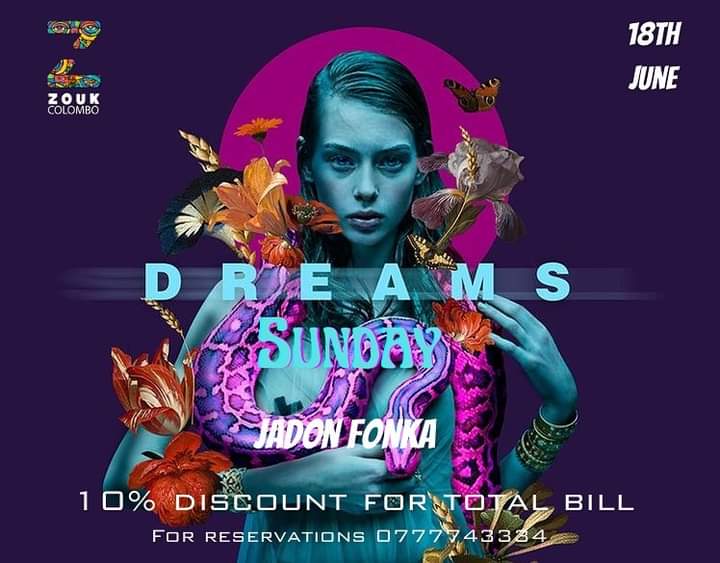 ZOUK
COLOMBO
18TH
JUNE
DREAMS
SUNDAY
JADON FONKA
10% DISCOUNT FOR TOTAL BILL
FOR RESERVATIONS 0777743334